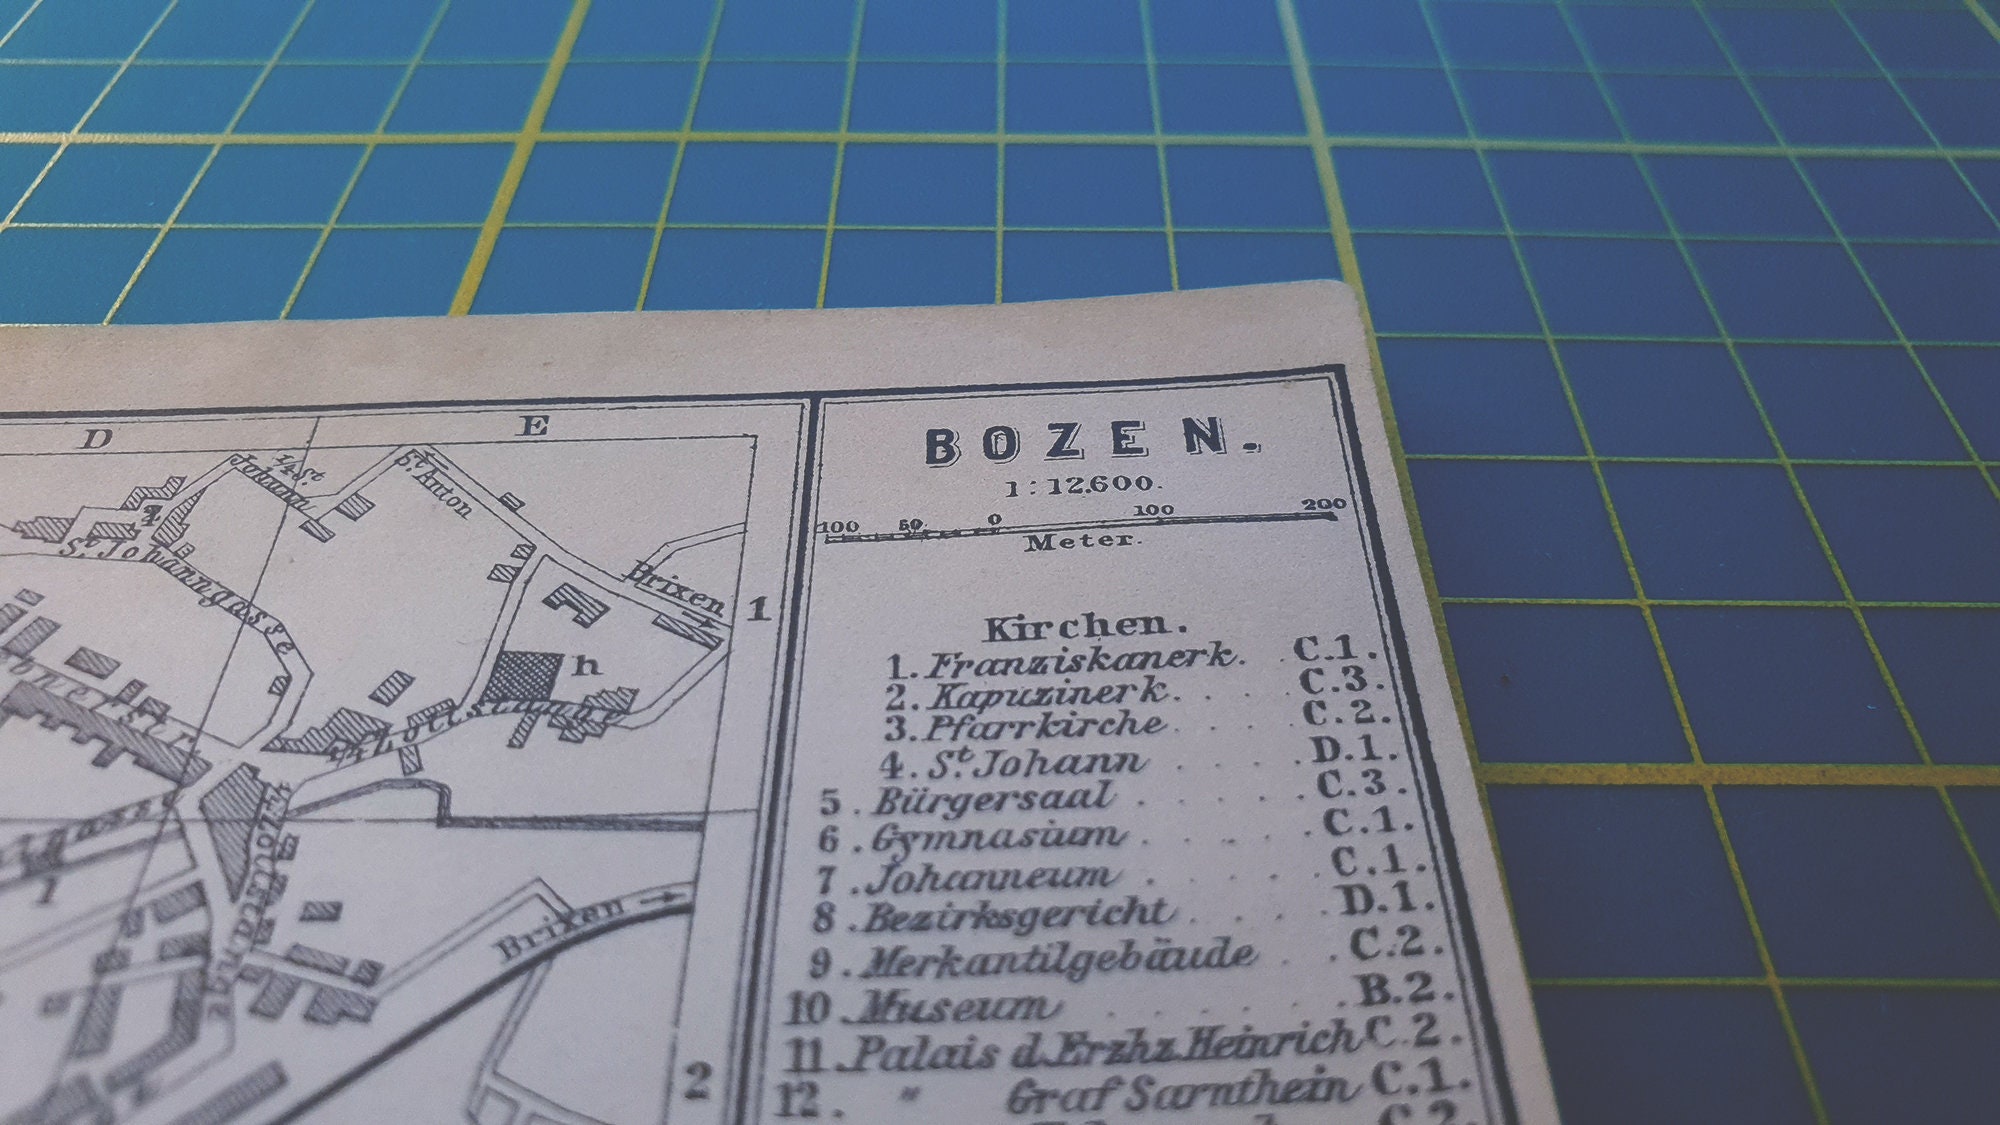 D
E
BOZEN.
1:12.600.
100 50 0 100 200
Meter.
1/4 St.
Johann
St. Anton
St. Johanngasse
Brixen
1
h
Kirchen.
1. Franziskanerk. . C.1.
2. Kapuzinerk. . . . C.3.
3. Pfarrkirche . . . . C.2.
4. St. Johann . . . . . D.1.
5. Bürgersaal . . . . . C.3.
6. Gymnasium . . . . . C.1.
7. Johanneum . . . . . C.1.
8. Bezirksgericht . . . . D.1.
9. Merkantilgebäude . . C.2.
10. Museum . . . . . B.2.
11. Palais d. Erzhz. Heinrich C.2.
12. " Graf Sarnthein C.1.
C.2.
Brixen
2